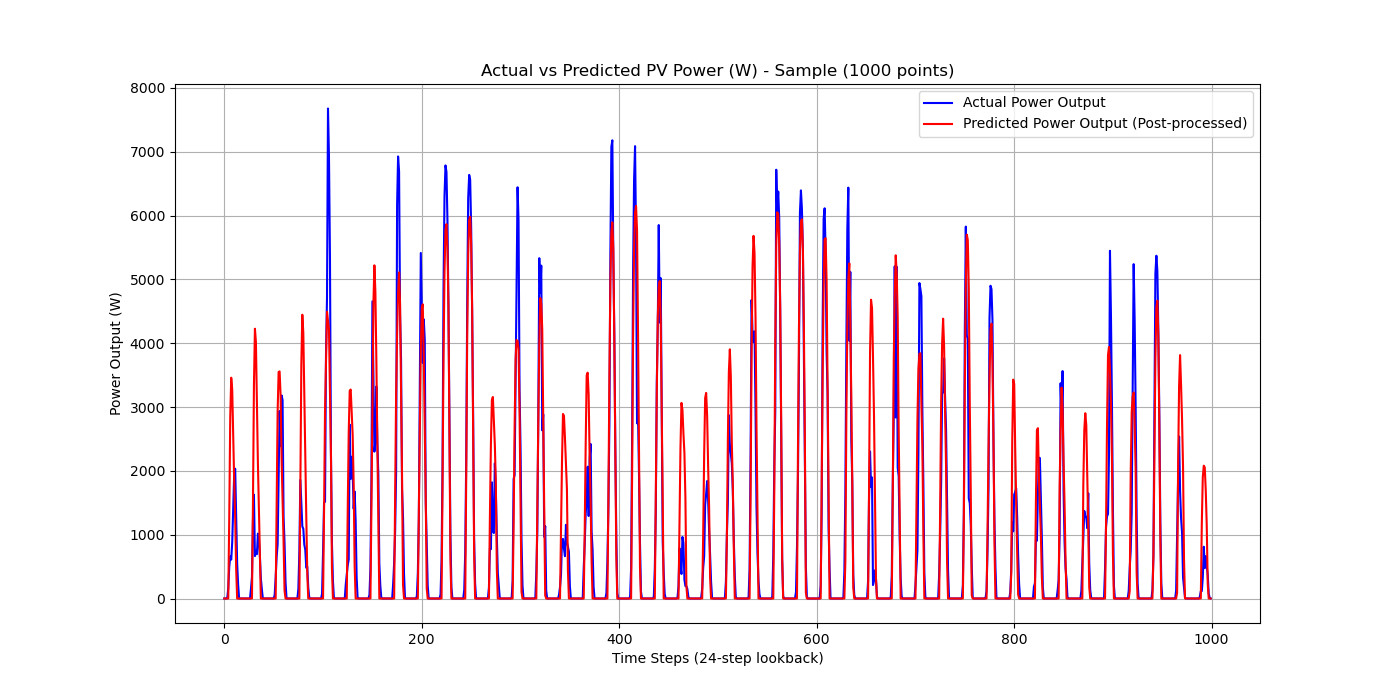 Actual vs Predicted PV Power (W) - Sample (1000 points)
Actual Power Output
Predicted Power Output (Post-processed)
Power Output (W)
8000
7000
6000
5000
4000
3000
2000
1000
0
0 200 400 600 800 1000
Time Steps (24-step lookback)